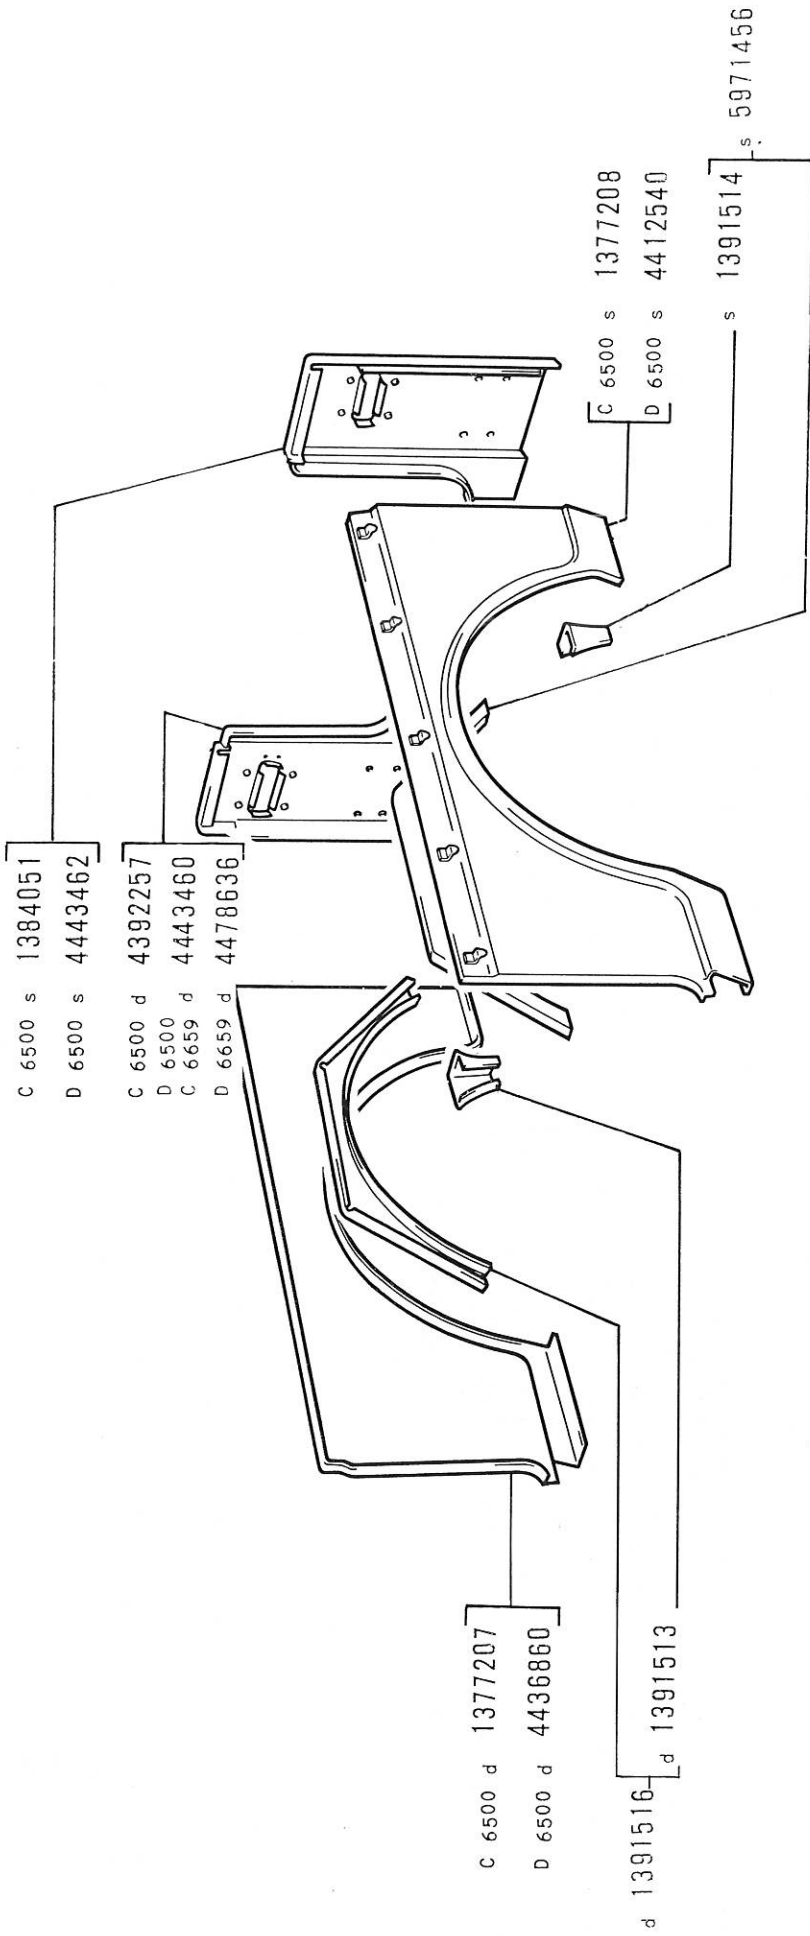 C 6500 s 1384051
D 6500 s 4443462
C 6500 d 4392257
D 6500
C 6659 d 4443460
D 6659 d 4478636
C 6500 s 1377208
D 6500 s 4412540
s 1391514
s 5971456
C 6500 d 1377207
D 6500 d 4436860
d 1391516
d 1391513